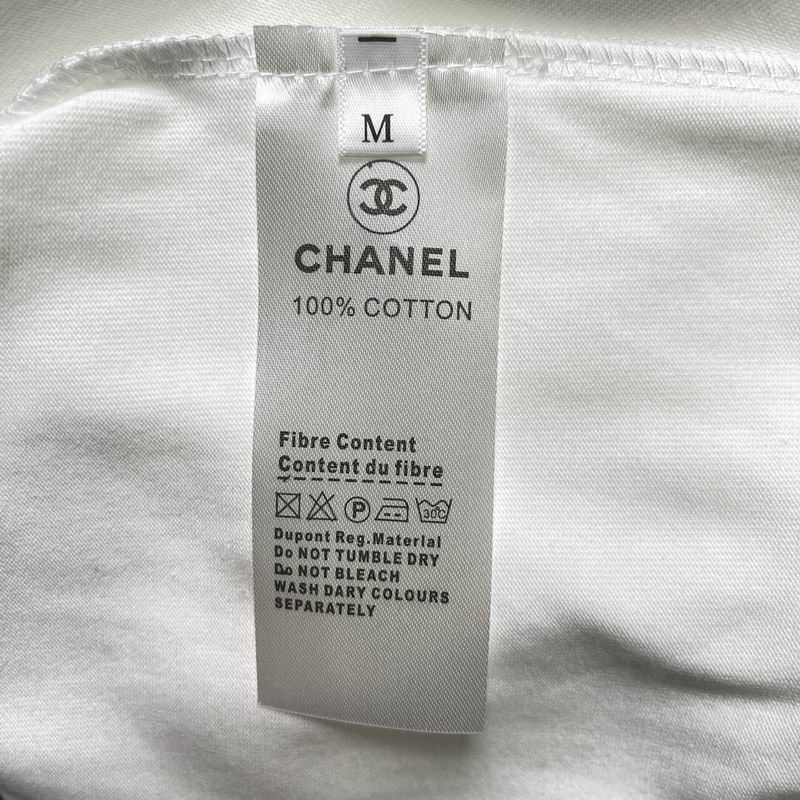 M
CHANEL
100% COTTON
Fibre Content
Content du fibre
P
30C
Dupont Reg.Material
Do NOT TUMBLE DRY
Do NOT BLEACH
WASH DARY COLOURS
SEPARATELY